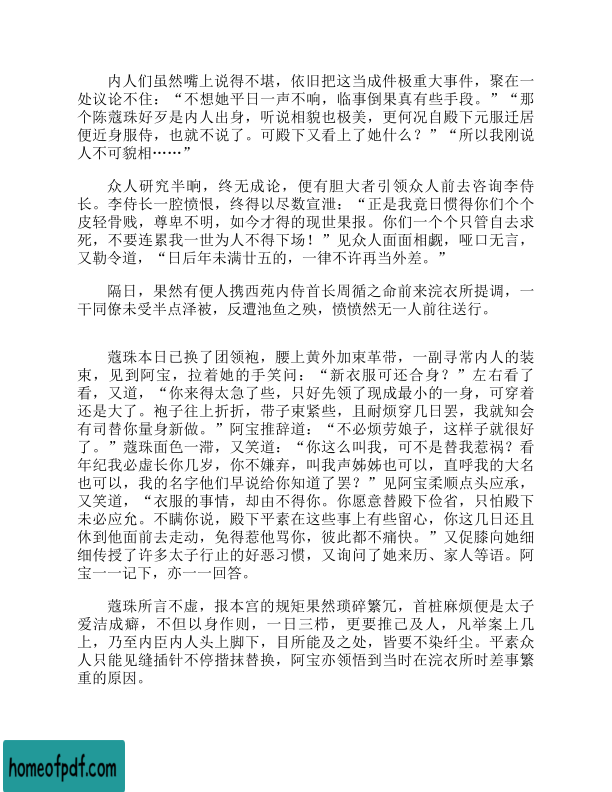 内人们虽然嘴上说得不堪，依旧把这当成件极重大事件，聚在一
处议论不住：“不想她平日一声不响，临事倒果真有些手段。”“那
个陈蔻珠好歹是内人出身，听说相貌也极美，更何况自殿下元服迁居
便近身服侍，也就不说了。可殿下又看上了她什么？”“所以我刚说
人不可貌相……”
众人研究半晌，终无成论，便有胆大者引领众人前去咨询李侍
长。李侍长一腔愤恨，终得以尽数宣泄：“正是我竟日惯得你们个个
皮轻骨贱，尊卑不明，如今才得的现世果报。你们一个个只管自去求
死，不要连累我一世为人不得下场！”见众人面面相觑，哑口无言，
又勒令道，“日后年未满廿五的，一律不许再当外差。”
隔日，果然有便人携西苑内侍首长周循之命前来浣衣所提调，一
干同僚未受半点泽被，反遭池鱼之殃，愤愤然无一人前往送行。
蔻珠本日已换了团领袍，腰上黄外加束革带，一副寻常内人的装
束，见到阿宝，拉着她的手笑问：“新衣服可还合身？”左右看了
看，又道，“你来得太急了些，只好先领了现成最小的一身，可穿着
还是大了。袍子往上折折，带子束紧些，且耐烦穿几日罢，我就知会
有司替你量身新做。”阿宝推辞道：“不必烦劳娘子，这样子就很好
了。”蔻珠面色一滞，又笑道：“你这么叫我，可不是替我惹祸？看
年纪我必虚长你几岁，你不嫌弃，叫我声姊姊也可以，直呼我的大名
也可以，我的名字他们早说给你知道了罢？”见阿宝柔顺点头应承，
又笑道，“衣服的事情，却由不得你。你愿意替殿下俭省，只怕殿下
未必应允。不瞒你说，殿下平素在这些事上有些留心，你这几日还且
休到他面前去走动，免得惹他骂你，彼此都不痛快。”又促膝向她细
细传授了许多太子行止的好恶习惯，又询问了她来历、家人等语。阿
宝一一记下，亦一一回答。
蔻珠所言不虚，报本宫的规矩果然琐碎繁冗，首桩麻烦便是太子
爱洁成癖，不但以身作则，一日三栉，更要推己及人，凡举案上几
上，乃至内臣内人头上脚下，目所能及之处，皆要不染纤尘。平素众
人只能见缝插针不停揩抹替换，阿宝亦领悟到当时在浣衣所时差事繁
重的原因。
homeofpdf.com